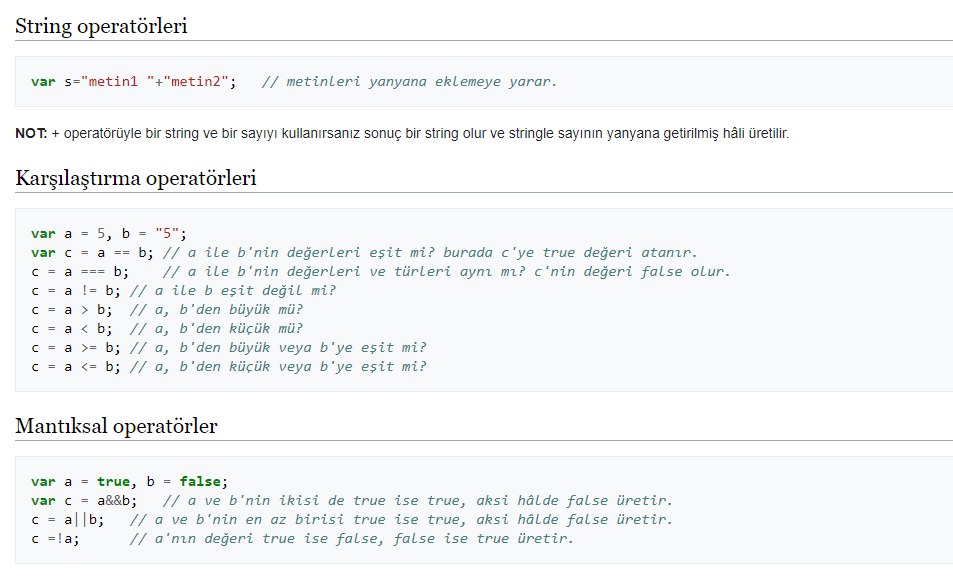 String operatörleri
var s="metin1 "+"metin2";   // metinleri yanyana eklemeye yarar.
NOT: + operatörüyle bir string ve bir sayıyı kullanırsanız sonuç bir string olur ve stringle sayının yanyana getirilmiş hâli üretilir.
Karşılaştırma operatörleri
var a = 5, b = "5";
var c = a == b; // a ile b'nin değerleri eşit mi? burada c'ye true değeri atanır.
c = a === b;    // a ile b'nin değerleri ve türleri aynı mı? c'nin değeri false olur.
c = a != b; // a ile b eşit değil mi?
c = a > b;  // a, b'den büyük mü?
c = a < b;  // a, b'den küçük mü?
c = a >= b; // a, b'den büyük veya b'ye eşit mi?
c = a <= b; // a, b'den küçük veya b'ye eşit mi?
Mantıksal operatörler
var a = true, b = false;
var c = a&&b;   // a ve b'nin ikisi de true ise true, aksi hâlde false üretir.
c = a||b;   // a ve b'nin en az birisi true ise true, aksi hâlde false üretir.
c =!a;      // a'nın değeri true ise false, false ise true üretir.